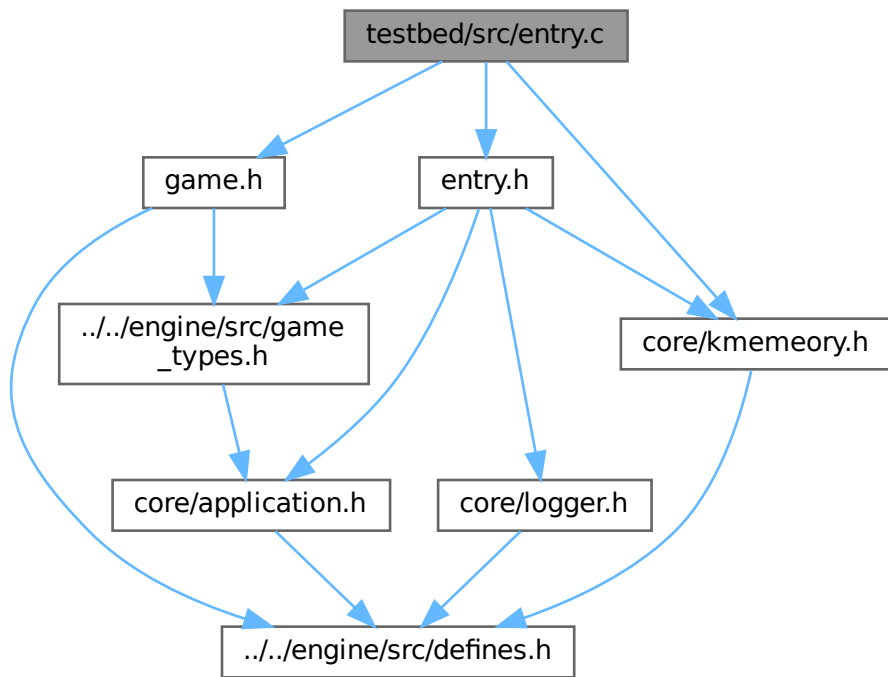 testbed/src/entry.c
game.h
entry.h
../../engine/src/game
_types.h
core/kmemeory.h
core/application.h
core/logger.h
../../engine/src/defines.h